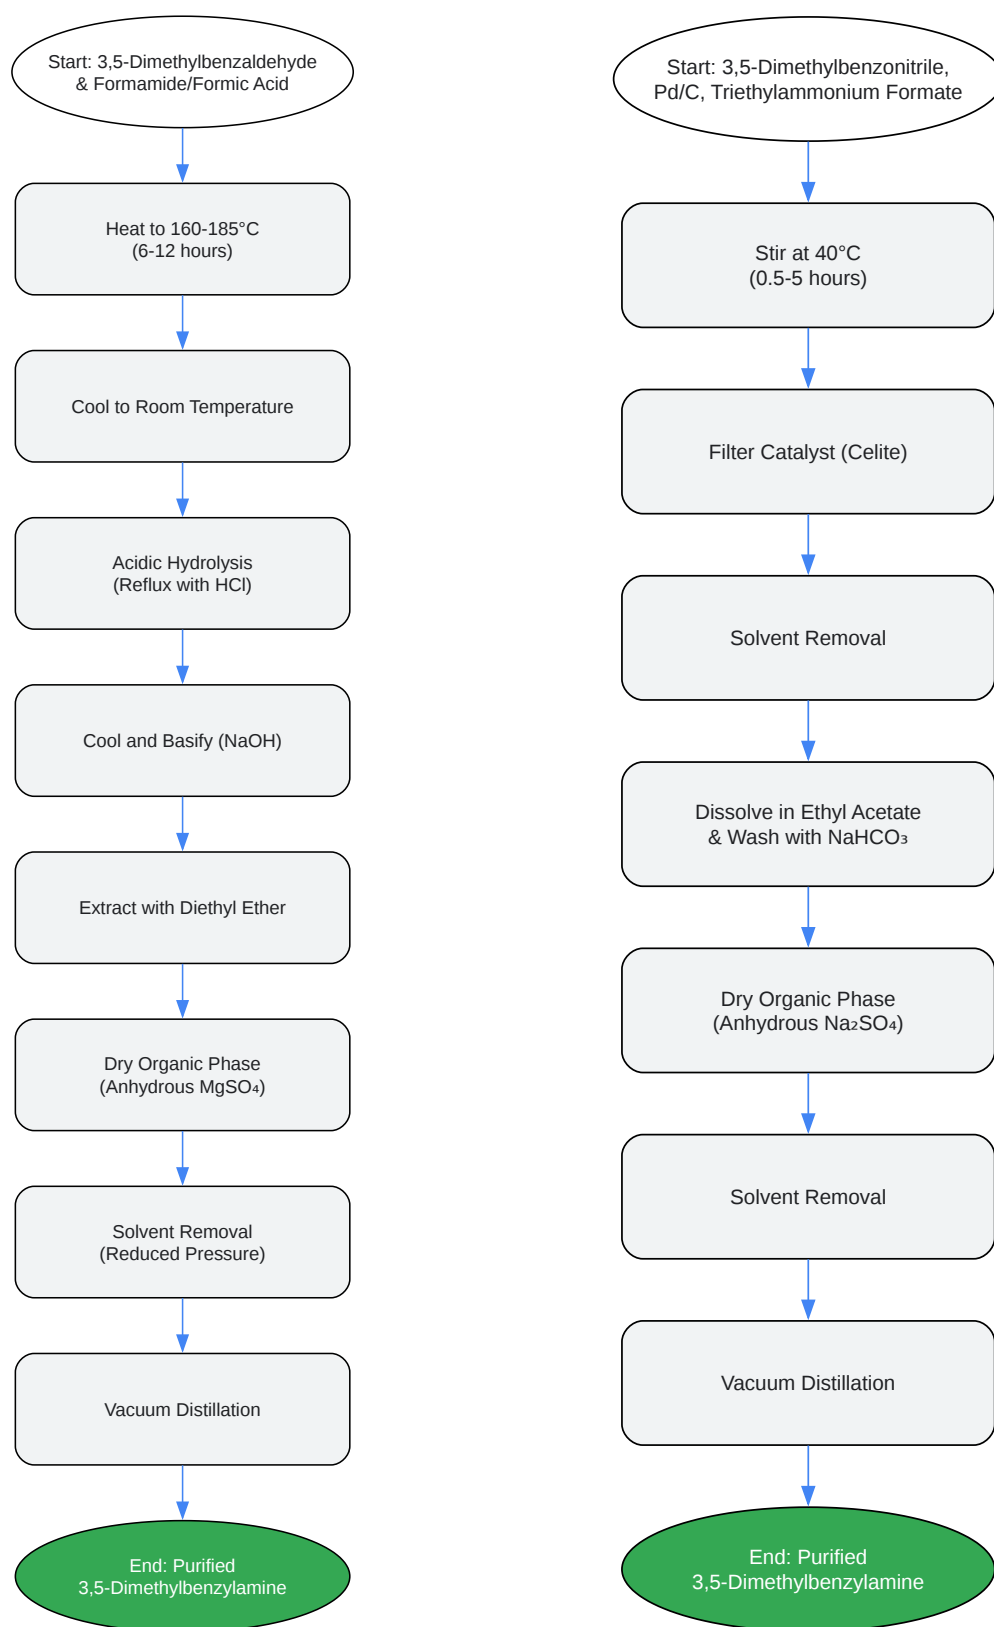 Start: 3,5-Dimethylbenzaldehyde
& Formamide/Formic Acid
Heat to 160-185°C
(6-12 hours)
Cool to Room Temperature
Acidic Hydrolysis
(Reflux with HCl)
Cool and Basify (NaOH)
Extract with Diethyl Ether
Dry Organic Phase
(Anhydrous MgSO₄)
Solvent Removal
(Reduced Pressure)
Vacuum Distillation
End: Purified
3,5-Dimethylbenzylamine
Start: 3,5-Dimethylbenzonitrile,
Pd/C, Triethylammonium Formate
Stir at 40°C
(0.5-5 hours)
Filter Catalyst (Celite)
Solvent Removal
Dissolve in Ethyl Acetate
& Wash with NaHCO₃
Dry Organic Phase
(Anhydrous Na₂SO₄)
Solvent Removal
Vacuum Distillation
End: Purified
3,5-Dimethylbenzylamine